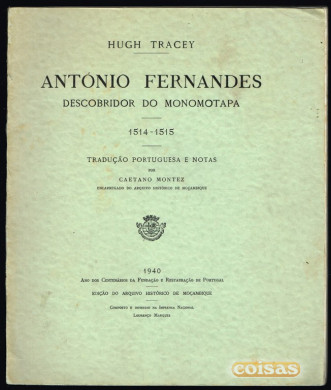 HUGH TRACEY
ANTÓNIO FERNANDES
DESCOBRIDOR DO MONOMOTAPA
1514-1515
TRADUÇÃO PORTUGUESA E NOTAS
POR
CAETANO MONTEZ
ENCARREGADO DO ARQUIVO HISTÓRICO DE MOÇAMBIQUE
1940
ANO DOS CENTENÁRIOS DA FUNDAÇÃO E RESTAURAÇÃO DE PORTUGAL
EDIÇÃO DO ARQUIVO HISTÓRICO DE MOÇAMBIQUE
COMPOSTO E IMPRESSO NA IMPRENSA NACIONAL
LOURENÇO MARQUES
coisas